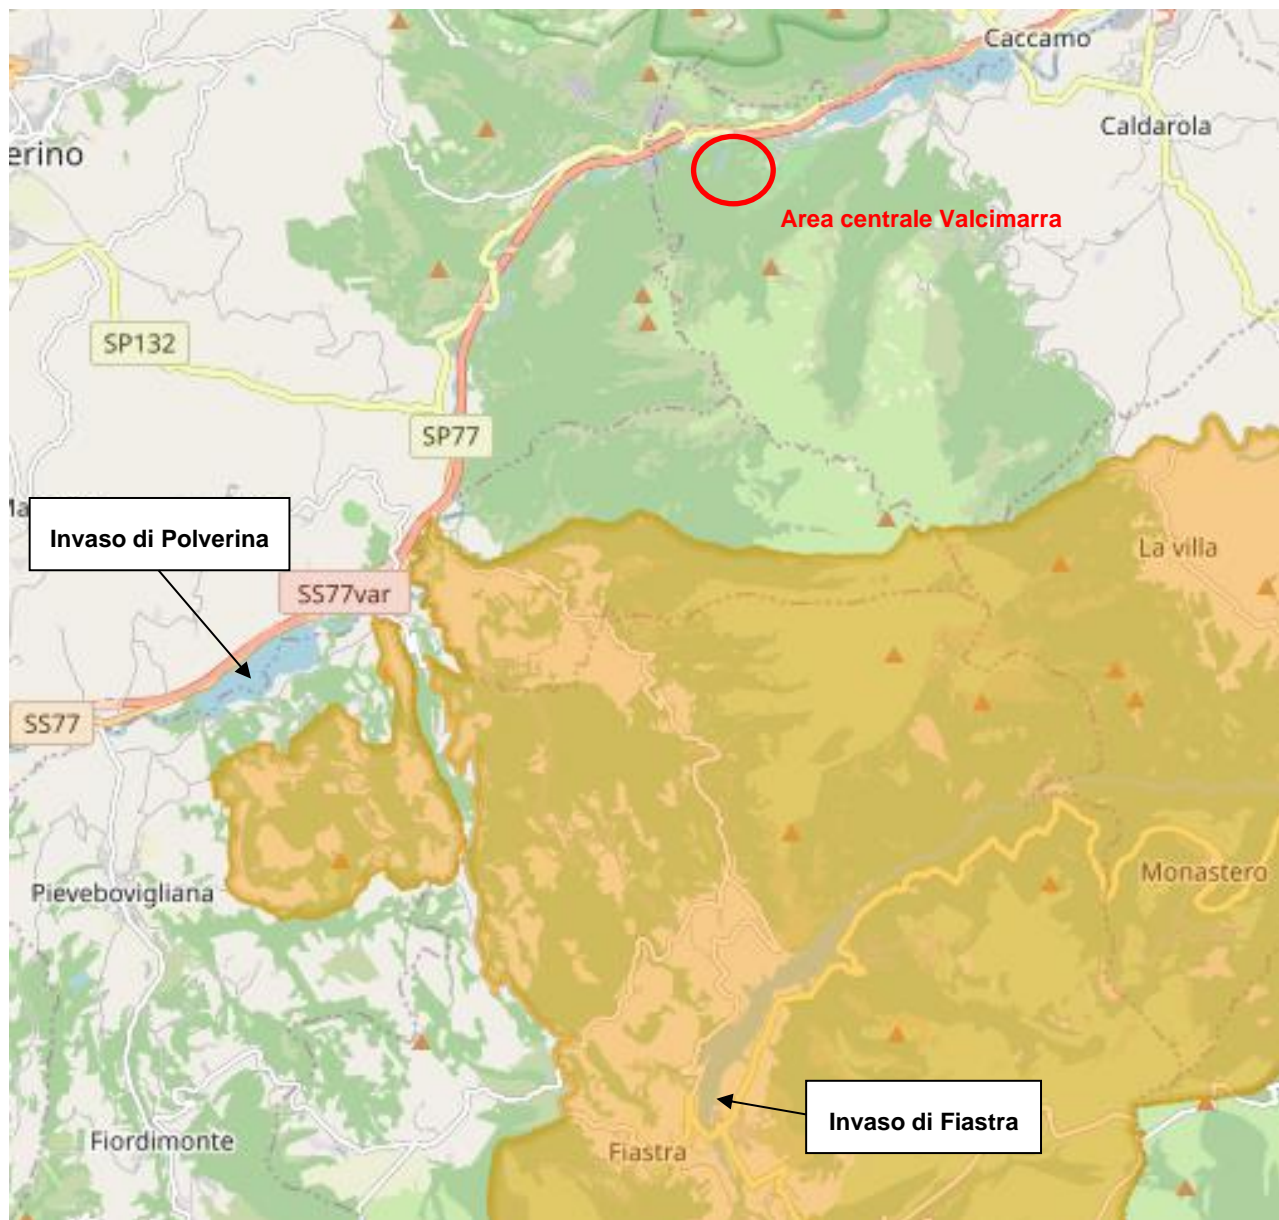 Caccamo
Caldarola
erino
Area centrale Valcimarra
SP132
SP77
Ma
Invaso di Polverina
La villa
SS77var
SS77
Pievebovigliana
Monastero
Invaso di Fiastra
Fiordimonte
Fiastra